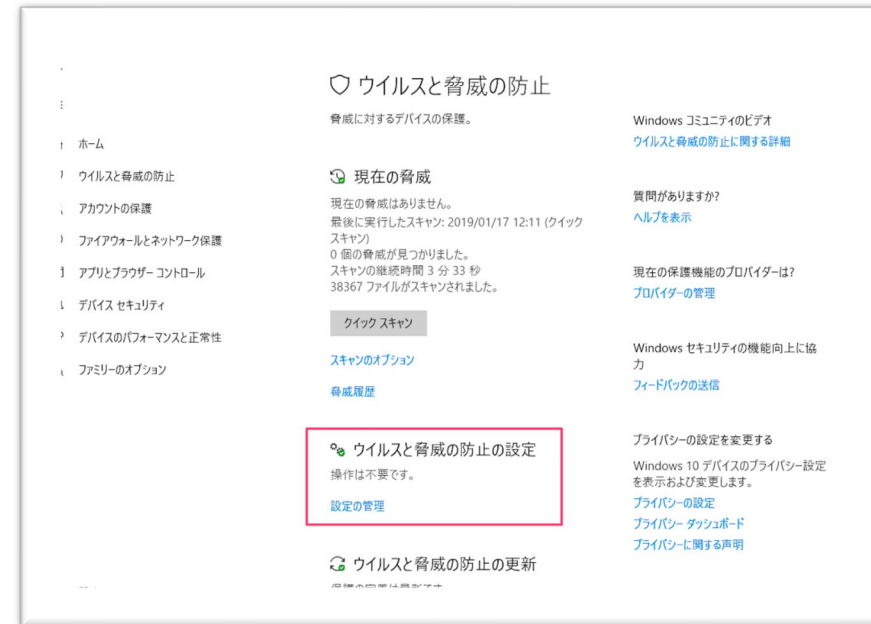 ホーム
ウイルスと脅威の防止
アカウントの保護
ファイアウォールとネットワーク保護
アプリとブラウザー コントロール
デバイス セキュリティ
デバイスのパフォーマンスと正常性
ファミリーのオプション
ウイルスと脅威の防止
脅威に対するデバイスの保護。
現在の脅威
現在の脅威はありません。
最後に実行したスキャン: 2019/01/17 12:11 (クイック
スキャン)
0 個の脅威が見つかりました。
スキャンの継続時間 3 分 33 秒
38367 ファイルがスキャンされました。
クイック スキャン
スキャンのオプション
脅威履歴
ウイルスと脅威の防止の設定
操作は不要です。
設定の管理
ウイルスと脅威の防止の更新
Windows コミュニティのビデオ
ウイルスと脅威の防止に関する詳細
質問がありますか?
ヘルプを表示
現在の保護機能のプロバイダーは?
プロバイダーの管理
Windows セキュリティの機能向上に協
力
フィードバックの送信
プライバシーの設定を変更する
Windows 10 デバイスのプライバシー設定
を表示および変更します。
プライバシーの設定
プライバシー ダッシュボード
プライバシーに関する声明